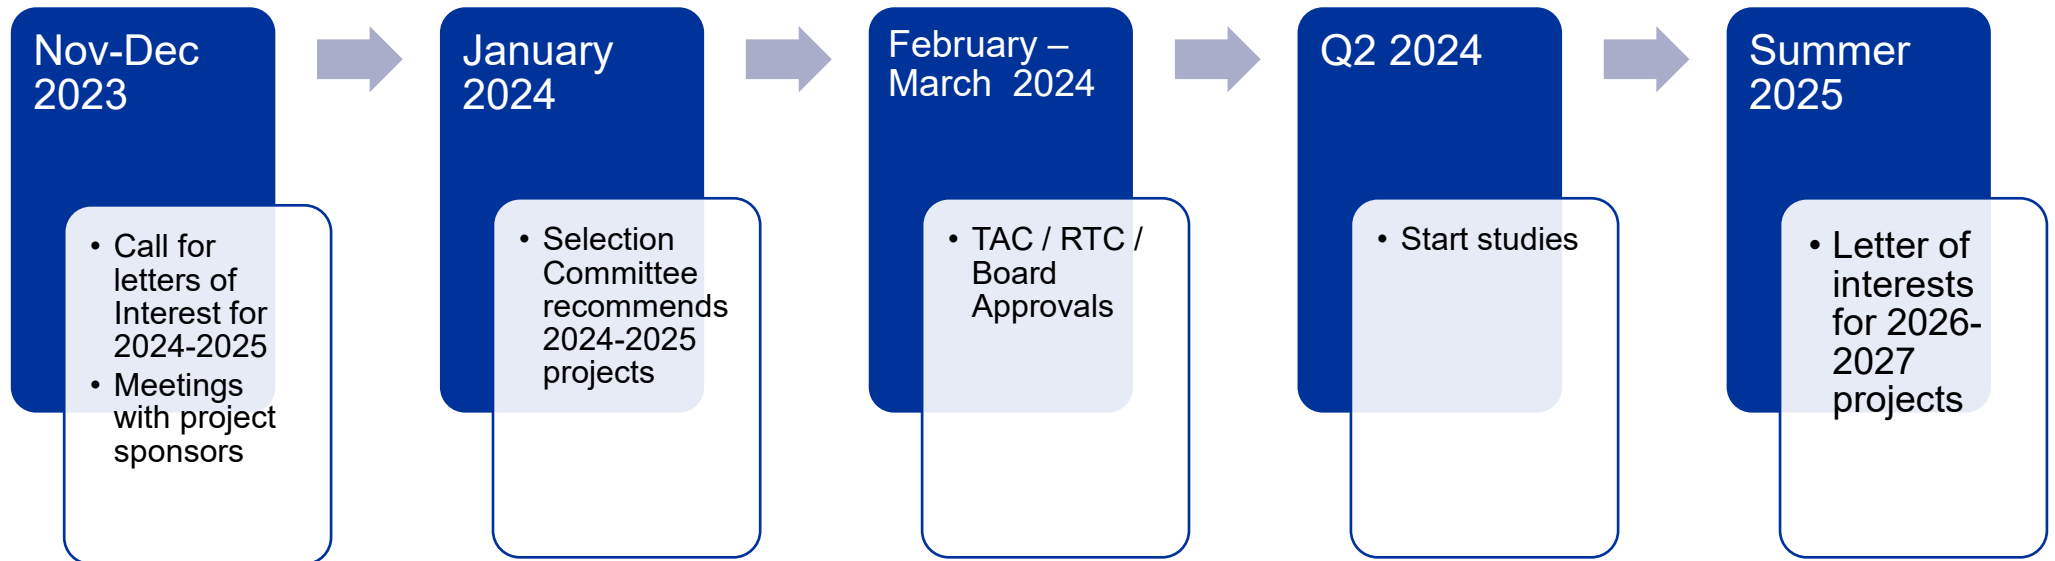 Nov-Dec
2023
• Call for
letters of
Interest for
2024-2025
• Meetings
with project
sponsors
January
2024
• Selection
Committee
recommends
2024-2025
projects
February –
March  2024
• TAC / RTC /
Board
Approvals
Q2 2024
• Start studies
Summer
2025
• Letter of
interests
for 2026-
2027
projects